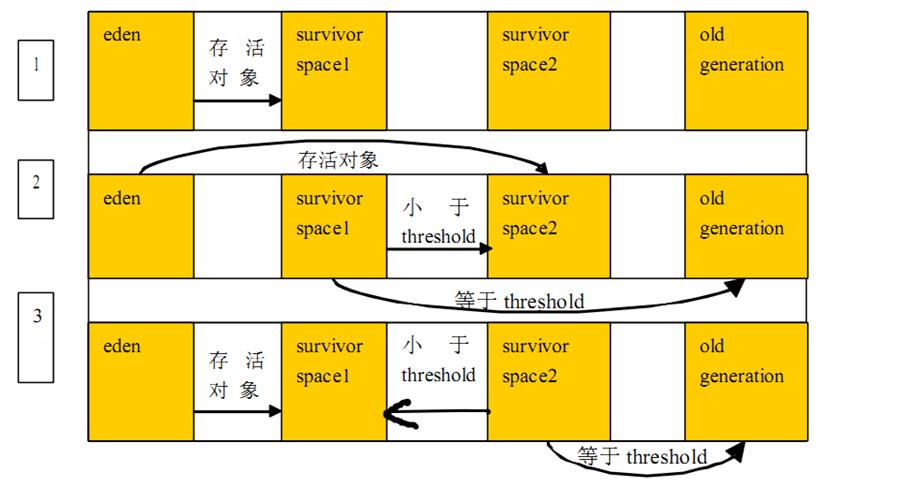 1
eden
存 活
对 象
survivor
space1
survivor
space2
old
generation
2
存活对象
eden
survivor
space1
小 于
threshold
survivor
space2
old
generation
等于 threshold
3
eden
存 活
对 象
survivor
space1
小 于
threshold
survivor
space2
old
generation
等于 threshold